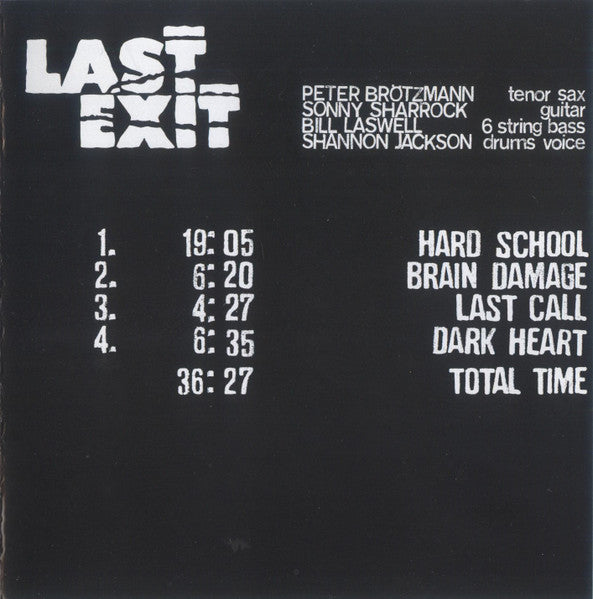 LAST
EXIT
PETER BRÖTZMANN tenor sax
SONNY SHARROCK guitar
BILL LASWELL 6 string bass
SHANNON JACKSON drums voice
1. 19:05 HARD SCHOOL
2. 6:20 BRAIN DAMAGE
3. 4:27 LAST CALL
4. 6:35 DARK HEART
36:27 TOTAL TIME